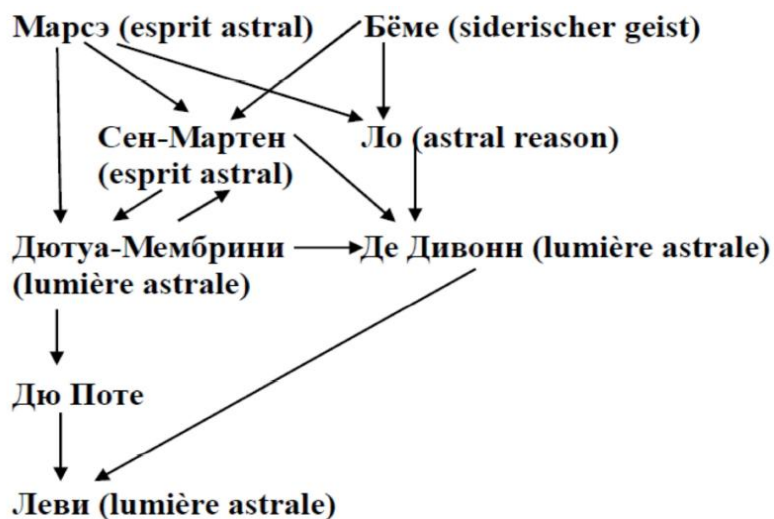 Марсэ (esprit astral) Бёме (siderischer geist)
Сен-Мартен Ло (astral reason)
(esprit astral)
Дютуа-Мембрини Де Дивонн (lumière astrale)
(lumière astrale)
Дю Поте
Леви (lumière astrale)